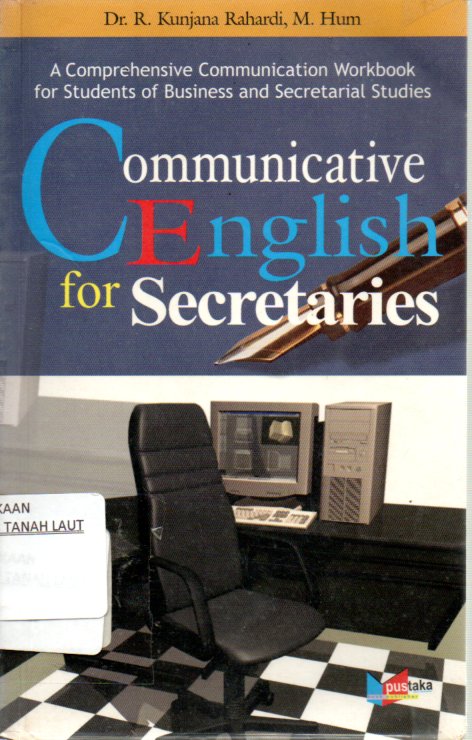 Dr. R. Kunjana Rahardi, M. Hum
A Comprehensive Communication Workbook
for Students of Business and Secretarial Studies
Communicative
English
for Secretaries
KAAN
TANAH LAUT
pustaka